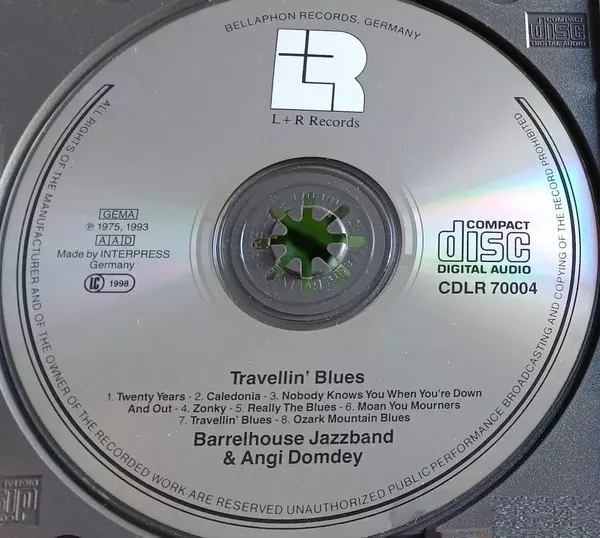 BELLAPHON RECORDS, GERMANY
L+R
L + R Records
COMPACT
disc
DIGITAL AUDIO
ALL RIGHTS OF THE MANUFACTURER AND OF THE OWNER OF THE RECORDED WORK ARE RESERVED UNAUTHORIZED PUBLIC PERFORMANCE BROADCASTING AND COPYING OF THE RECORD PROHIBITED
GEMA
℗ 1975, 1993
AAD
Made by INTERPRESS
Germany
LC 1998
COMPACT
disc
DIGITAL AUDIO
CDLR 70004
Travellin' Blues
1. Twenty Years - 2. Caledonia - 3. Nobody Knows You When You're Down
And Out - 4. Zonky - 5. Really The Blues - 6. Moan You Mourners
7. Travellin' Blues - 8. Ozark Mountain Blues
Barrelhouse Jazzband
& Angi Domdey